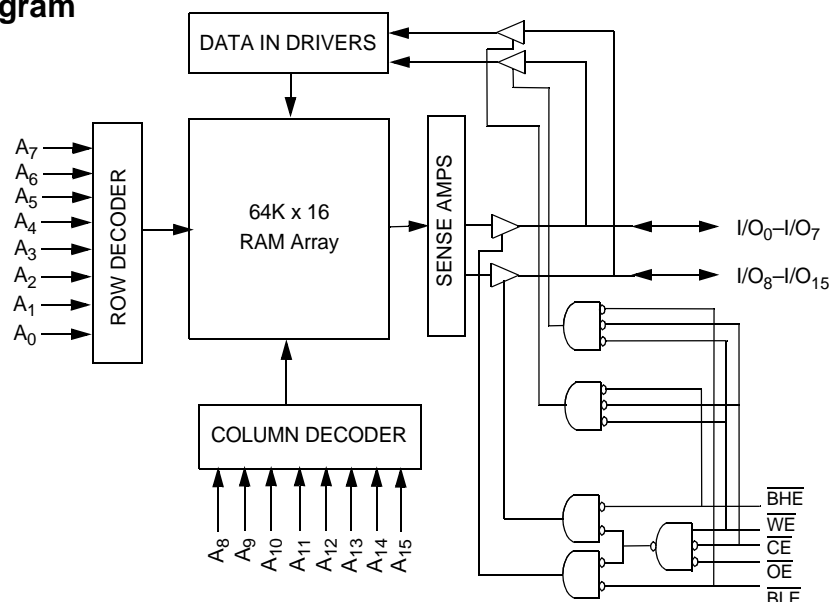 gram
DATA IN DRIVERS
A7
A6
A5
A4
A3
A2
A1
A0
ROW DECODER
64K x 16
RAM Array
SENSE AMPS
I/O0–I/O7
I/O8–I/O15
COLUMN DECODER
A8 A9 A10 A11 A12 A13 A14 A15
BHE
WE
CE
OE
BLE